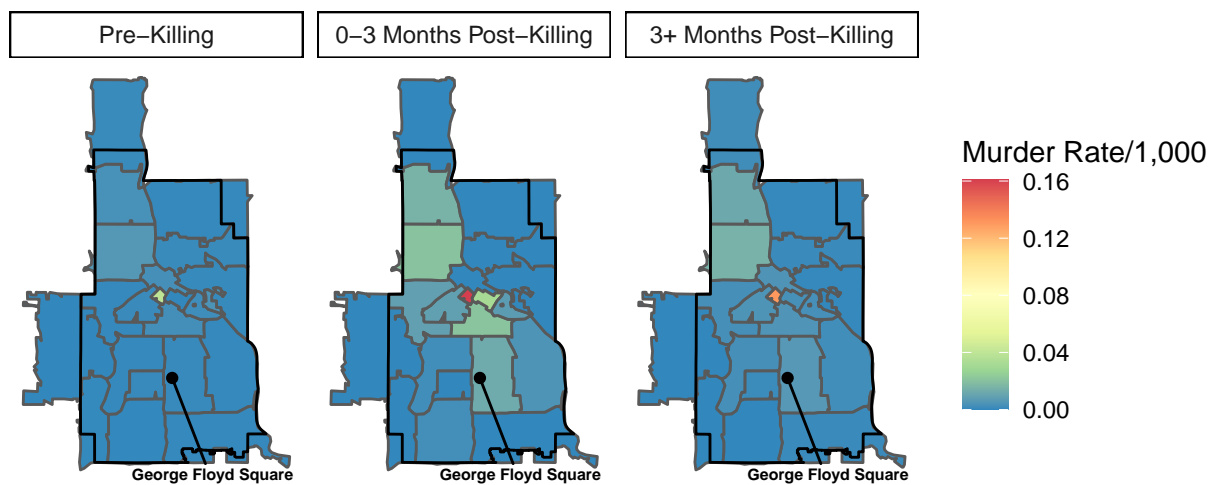 Pre−Killing
0−3 Months Post−Killing
3+ Months Post−Killing
Murder Rate/1,000
0.16
0.12
0.08
0.04
0.00
George Floyd Square
George Floyd Square
George Floyd Square